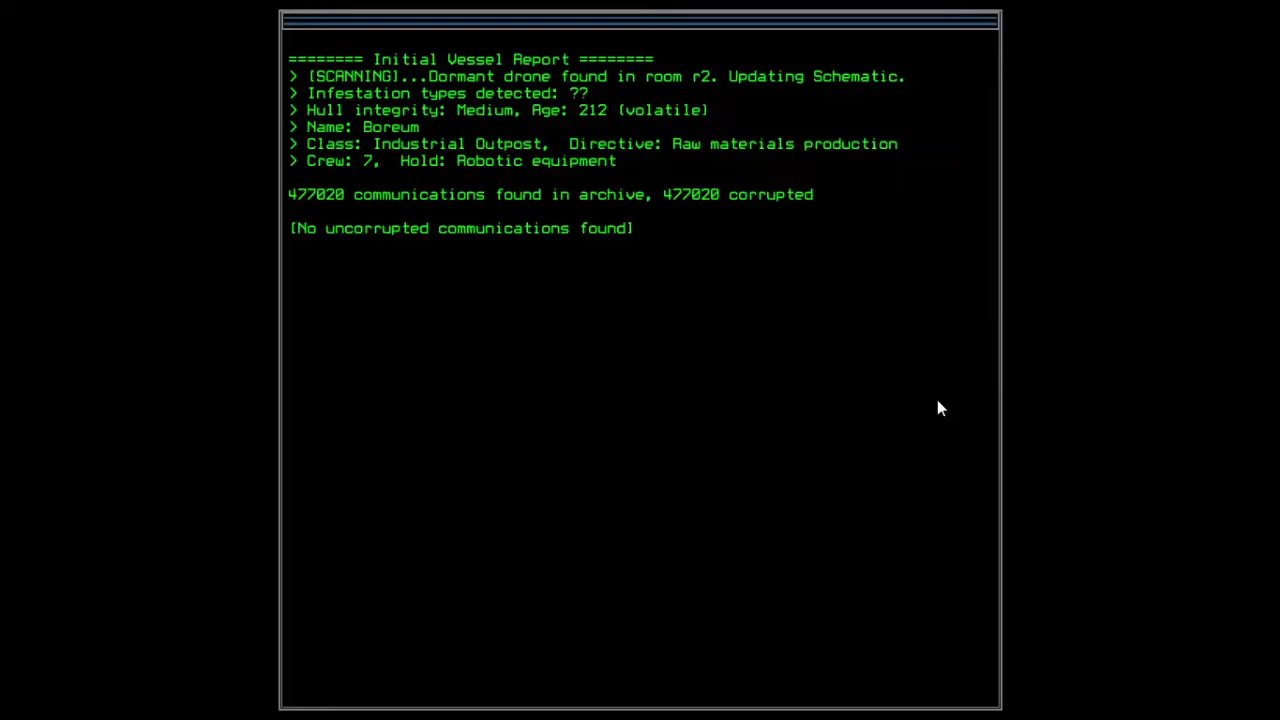 ======== Initial Vessel Report ========
> [SCANNING]...Dormant drone found in room r2. Updating Schematic.
> Infestation types detected: ??
> Hull integrity: Medium, Age: 212 (volatile)
> Name: Boreum
> Class: Industrial Outpost,  Directive: Raw materials production
> Crew: 7,  Hold: Robotic equipment
477020 communications found in archive, 477020 corrupted
[No uncorrupted communications found]